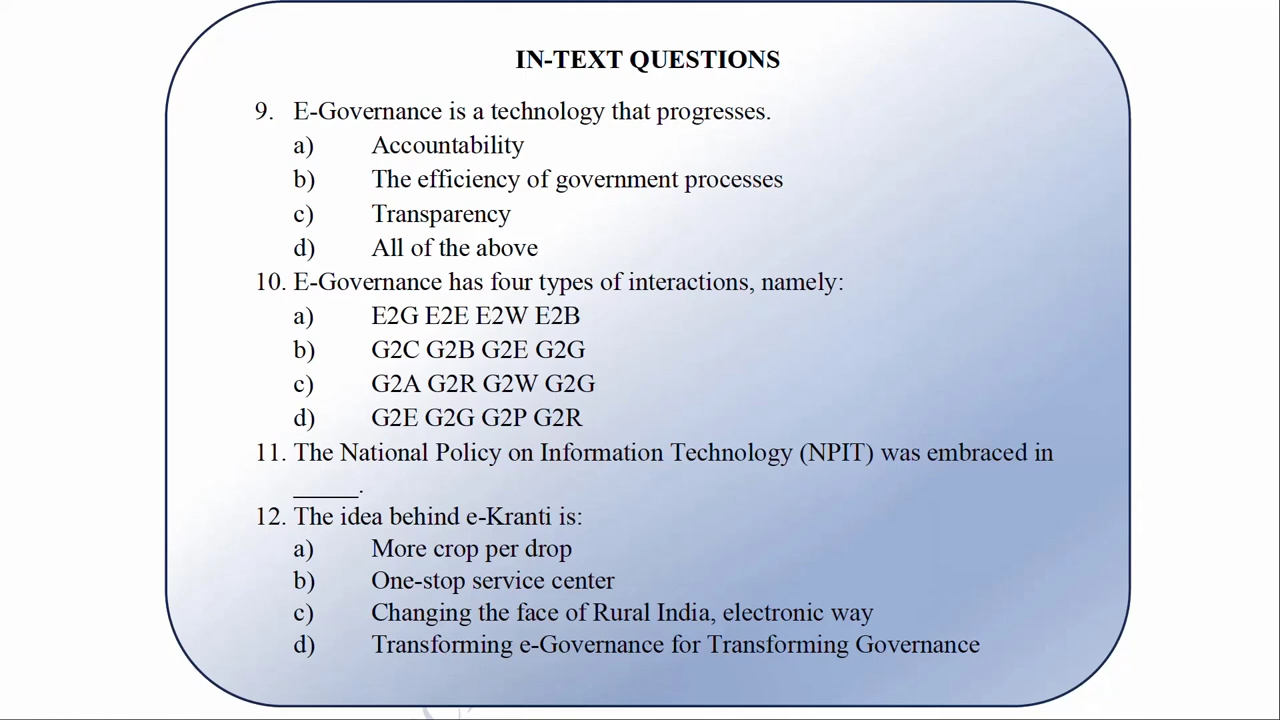 IN-TEXT QUESTIONS
9. E-Governance is a technology that progresses.
a) Accountability
b) The efficiency of government processes
c) Transparency
d) All of the above
10. E-Governance has four types of interactions, namely:
a) E2G E2E E2W E2B
b) G2C G2B G2E G2G
c) G2A G2R G2W G2G
d) G2E G2G G2P G2R
11. The National Policy on Information Technology (NPIT) was embraced in
_____.
12. The idea behind e-Kranti is:
a) More crop per drop
b) One-stop service center
c) Changing the face of Rural India, electronic way
d) Transforming e-Governance for Transforming Governance